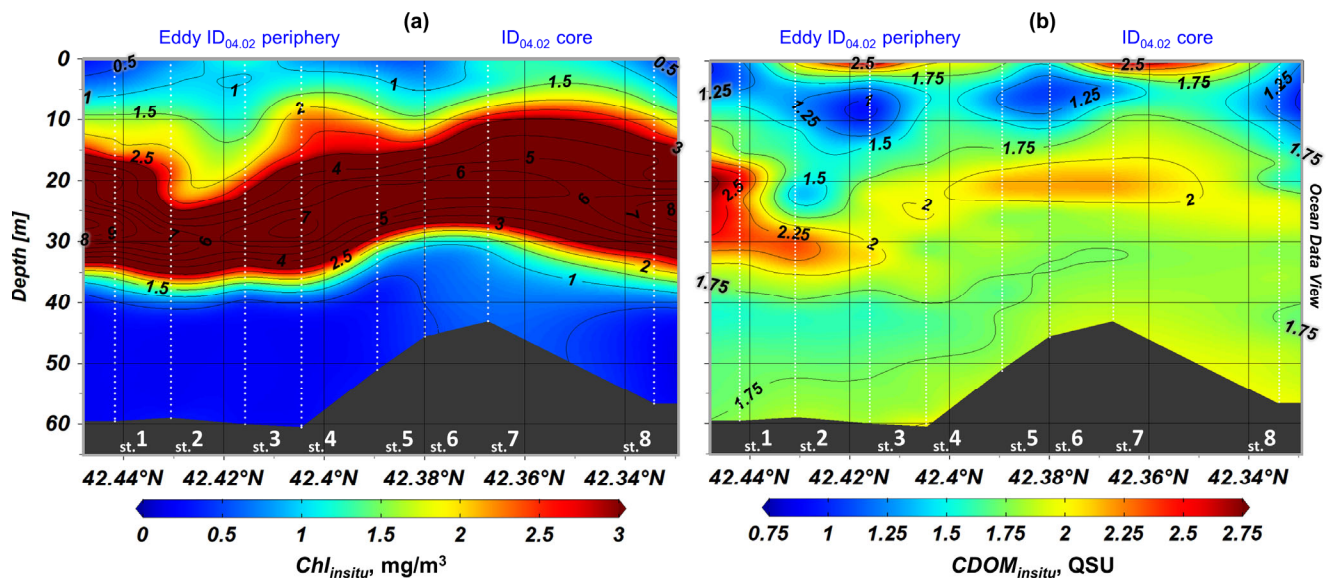 (a)
Eddy ID04.02 periphery ID04.02 core
0
10
20
30
40
50
60
Depth [m]
0.5 1 1 1 1.5 0.5
1 1.5 2
2.5 4 5 3
6 6
8 9 7 6 7 5 3 7 8
4 2.5 2
1.5 1
st.1 st.2 st.3 st.4 st.5 st.6 st.7 st.8
42.44°N 42.42°N 42.4°N 42.38°N 42.36°N 42.34°N
0 0.5 1 1.5 2 2.5 3
Chlinsitu, mg/m³
(b)
Eddy ID04.02 periphery ID04.02 core
2.5 1.75 2.5 1.75
1.25 1 1.25 1.25
1.25 1.5 1.75 1.75
2.5 1.5 2 2
2.25 2
1.75 1.75
1.75
st.1 st.2 st.3 st.4 st.5 st.6 st.7 st.8
42.44°N 42.42°N 42.4°N 42.38°N 42.36°N 42.34°N
Ocean Data View
0.75 1 1.25 1.5 1.75 2 2.25 2.5 2.75
CDOMinsitu, QSU